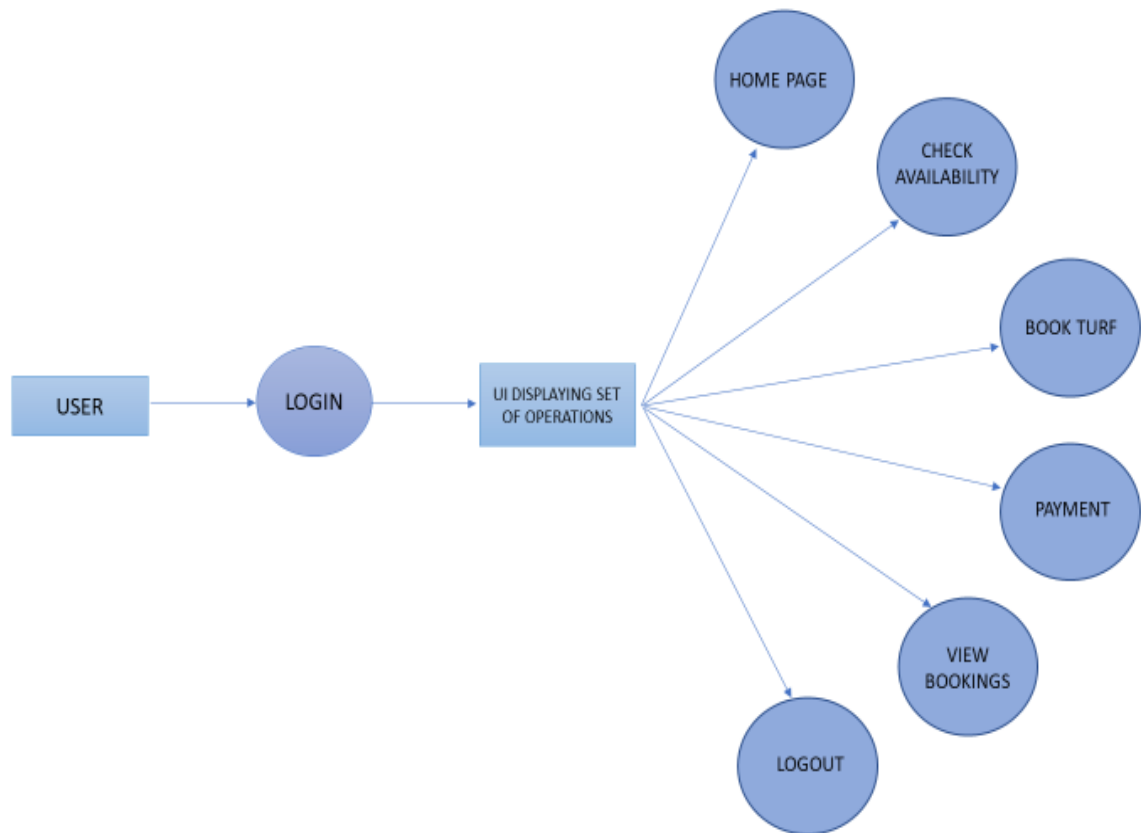 HOME PAGE
CHECK
AVAILABILITY
BOOK TURF
USER
LOGIN
UI DISPLAYING SET
OF OPERATIONS
PAYMENT
VIEW
BOOKINGS
LOGOUT